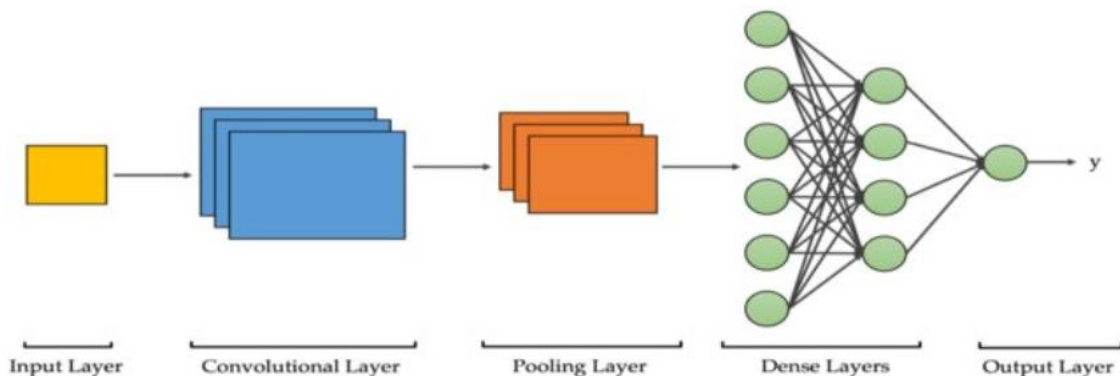 y
Input Layer
Convolutional Layer
Pooling Layer
Dense Layers
Output Layer